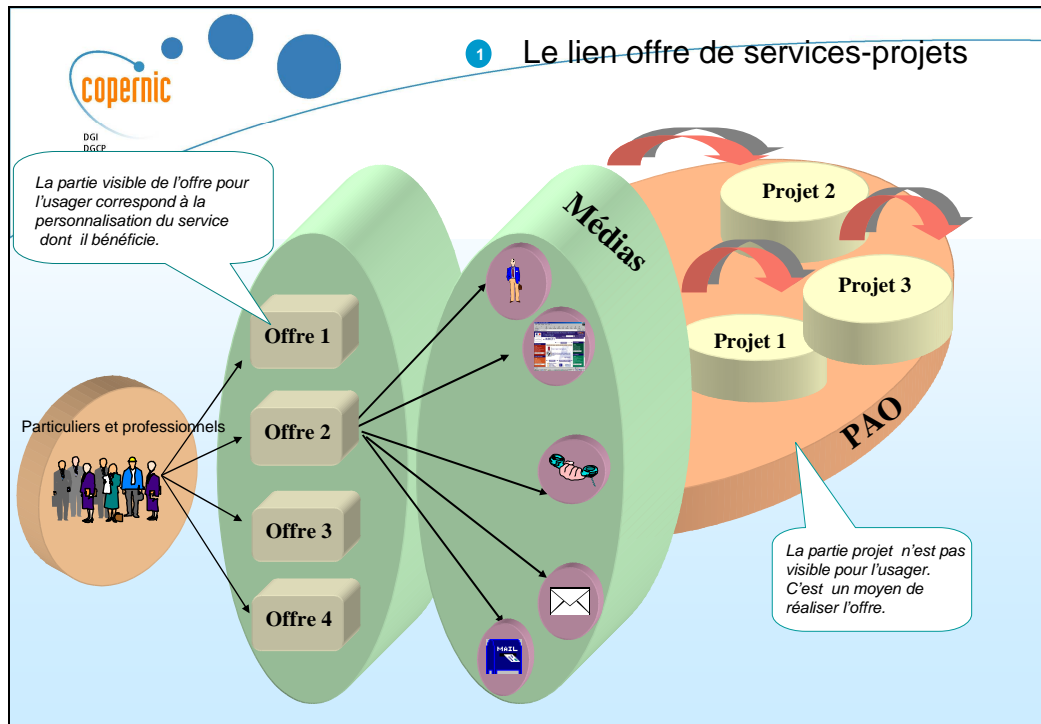 1 Le lien offre de services-projets
copernic
DGI
DGCP
La partie visible de l'offre pour
l'usager correspond à la
personnalisation du service
dont il bénéficie.
Médias
Projet 2
Projet 3
Projet 1
PAO
Offre 1
Offre 2
Offre 3
Offre 4
Particuliers et professionnels
MAIL
La partie projet n'est pas
visible pour l'usager.
C'est un moyen de
réaliser l'offre.